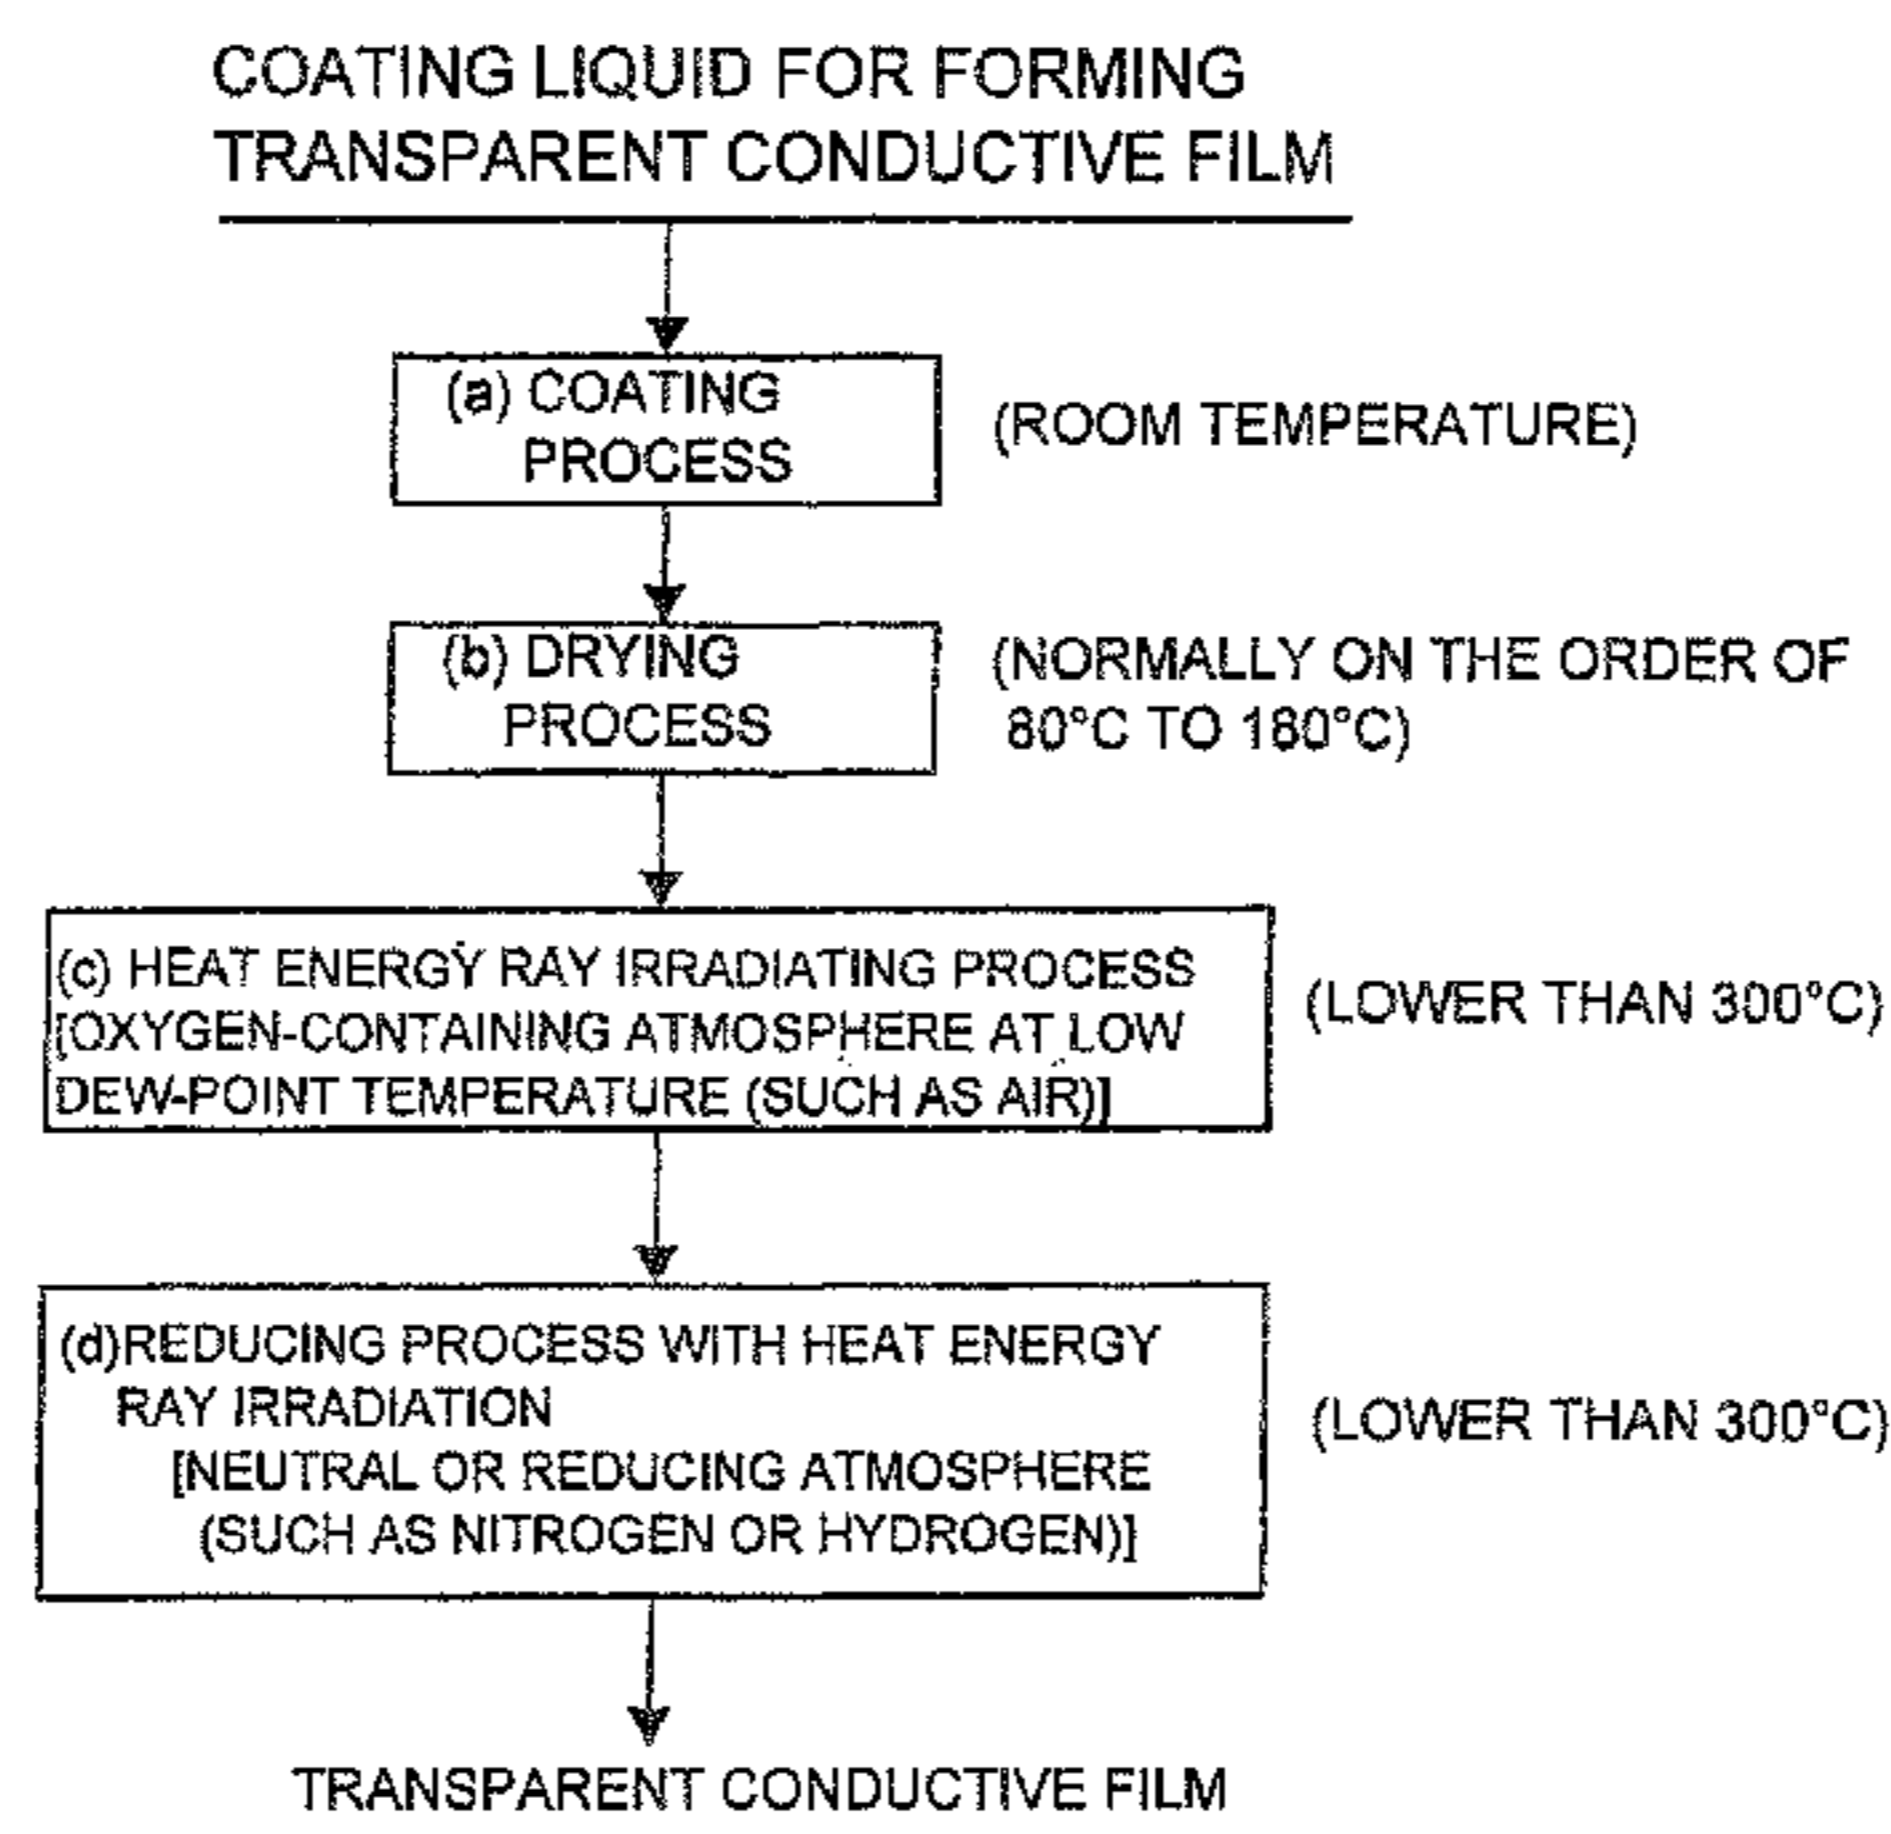 COATING LIQUID FOR FORMING
TRANSPARENT CONDUCTIVE FILM
(a) COATING
PROCESS
(ROOM TEMPERATURE)
(b) DRYING
PROCESS
(NORMALLY ON THE ORDER OF
80°C TO 180°C)
(c) HEAT ENERGY RAY IRRADIATING PROCESS
[OXYGEN-CONTAINING ATMOSPHERE AT LOW
DEW-POINT TEMPERATURE (SUCH AS AIR)]
(LOWER THAN 300°C)
(d)REDUCING PROCESS WITH HEAT ENERGY
RAY IRRADIATION
[NEUTRAL OR REDUCING ATMOSPHERE
(SUCH AS NITROGEN OR HYDROGEN)]
(LOWER THAN 300°C)
TRANSPARENT CONDUCTIVE FILM